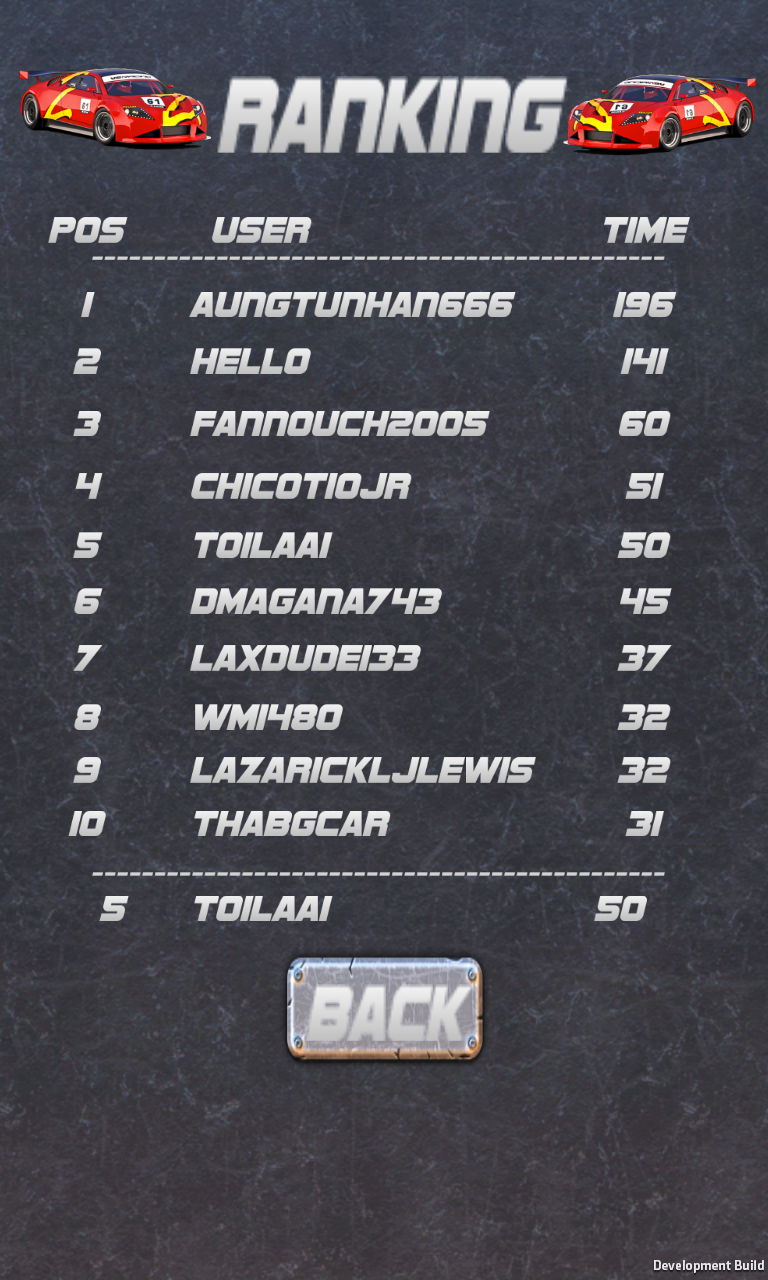 RANKING
POS USER TIME
1 AUNGTUNHAN666 196
2 HELLO 141
3 FANNOUCH2005 60
4 CHICOTIOJR 51
5 TOILAAI 50
6 DMAGANA743 45
7 LAXDUDE133 37
8 WM1480 32
9 LAZARICKLJLEWIS 32
10 THABGCAR 31
5 TOILAAI 50
BACK
Development Build